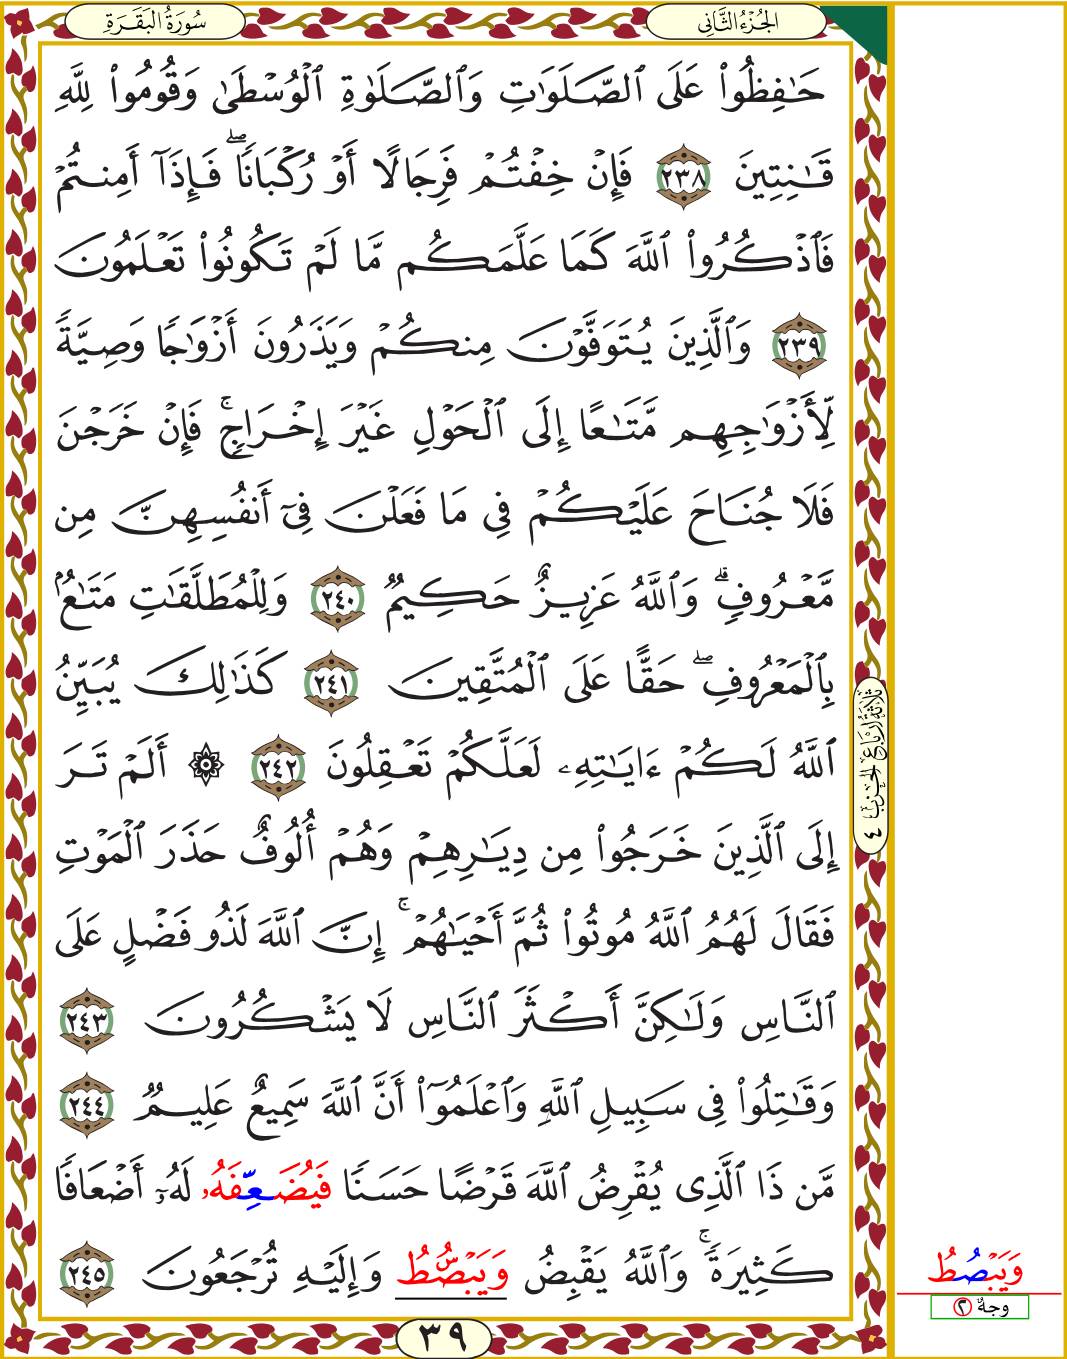 الجُزْءُ الثَّانِي
سُورَةُ البَقَرَةِ
حَٰفِظُوا۟ عَلَى ٱلصَّلَوَٰتِ وَٱلصَّلَوٰةِ ٱلْوُسْطَىٰ وَقُومُوا۟ لِلَّهِ
قَٰنِتِينَ ٢٣٨ فَإِنْ خِفْتُمْ فَرِجَالًا أَوْ رُكْبَانًا ۖ فَإِذَآ أَمِنتُمْ
فَٱذْكُرُوا۟ ٱللَّهَ كَمَا عَلَّمَكُم مَّا لَمْ تَكُونُوا۟ تَعْلَمُونَ
٢٣٩ وَٱلَّذِينَ يُتَوَفَّوْنَ مِنكُمْ وَيَذَرُونَ أَزْوَٰجًا وَصِيَّةً
لِّأَزْوَٰجِهِم مَّتَٰعًا إِلَى ٱلْحَوْلِ غَيْرَ إِخْرَاجٍ ۚ فَإِنْ خَرَجْنَ
فَلَا جُنَاحَ عَلَيْكُمْ فِي مَا فَعَلْنَ فِىٓ أَنفُسِهِنَّ مِن
مَّعْرُوفٍ ۗ وَٱللَّهُ عَزِيزٌ حَكِيمٌ ٢٤٠ وَلِلْمُطَلَّقَٰتِ مَتَٰعٌۢ
بِٱلْمَعْرُوفِ ۖ حَقًّا عَلَى ٱلْمُتَّقِينَ ٢٤١ كَذَٰلِكَ يُبَيِّنُ
ٱللَّهُ لَكُمْ ءَايَٰتِهِۦ لَعَلَّكُمْ تَعْقِلُونَ ٢٤٢ ۞ أَلَمْ تَرَ
إِلَى ٱلَّذِينَ خَرَجُوا۟ مِن دِيَٰرِهِمْ وَهُمْ أُلُوفٌ حَذَرَ ٱلْمَوْتِ
فَقَالَ لَهُمُ ٱللَّهُ مُوتُوا۟ ثُمَّ أَحْيَٰهُمْ ۚ إِنَّ ٱللَّهَ لَذُو فَضْلٍ عَلَى
ٱلنَّاسِ وَلَٰكِنَّ أَكْثَرَ ٱلنَّاسِ لَا يَشْكُرُونَ ٢٤٣
وَقَٰتِلُوا۟ فِى سَبِيلِ ٱللَّهِ وَٱعْلَمُوٓا۟ أَنَّ ٱللَّهَ سَمِيعٌ عَلِيمٌ ٢٤٤
مَّن ذَا ٱلَّذِى يُقْرِضُ ٱللَّهَ قَرْضًا حَسَنًا فَيُضَعِّفَهُۥ لَهُۥٓ أَضْعَافًا
كَثِيرَةً ۚ وَٱللَّهُ يَقْبِضُ وَيَبْصُّطُ وَإِلَيْهِ تُرْجَعُونَ ٢٤٥
ثلاثة أرباع الحزب ٤
وَيَبْصُطُ
وجهٌ ٢
٣٩